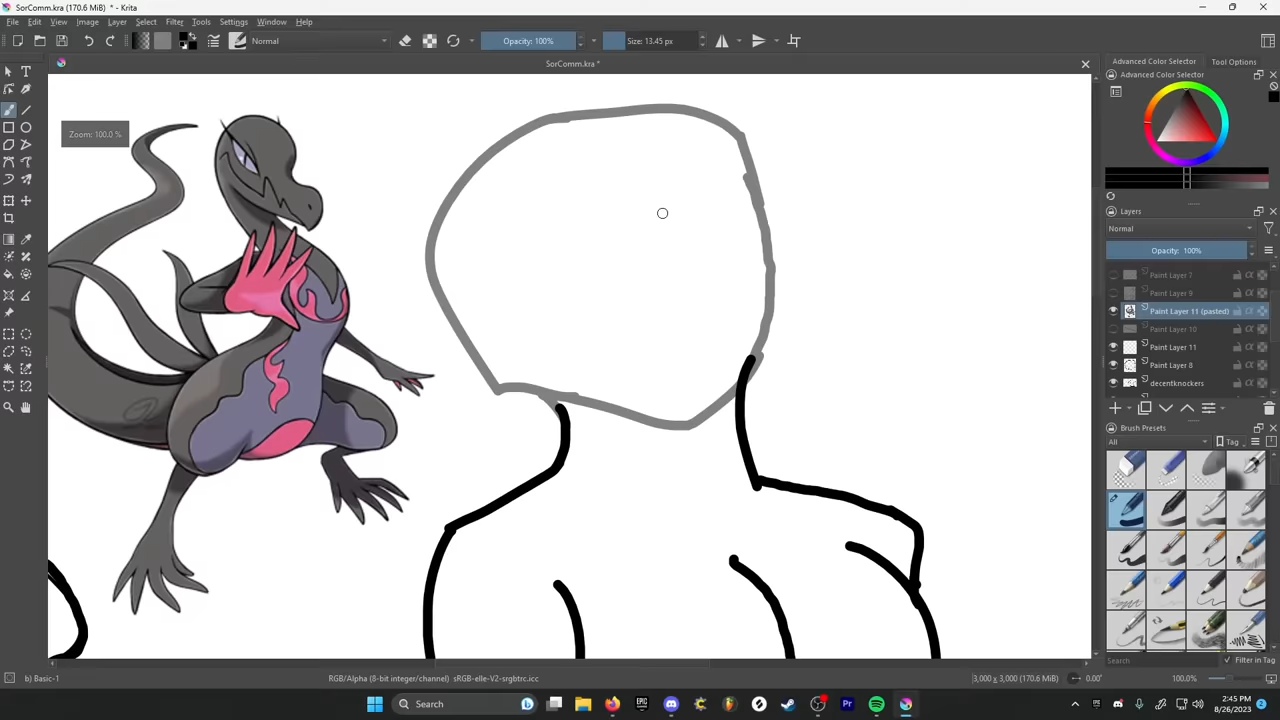 SorComm.kra (170.6 MiB) * - Krita
File Edit View Image Layer Select Filter Tools Settings Window Help
Normal Opacity: 100% Size: 13.45 px
SorComm.kra *
Advanced Color Selector Tool Options
Advanced Color Selector
Zoom: 100.0 %
Layers
Normal
Opacity: 100%
Paint Layer 7
Paint Layer 9
Paint Layer 11 (pasted)
Paint Layer 10
Paint Layer 11
Paint Layer 8
decentknockers
Brush Presets
All Tag
Search Filter in Tag
b) Basic-1 RGB/Alpha (8-bit integer/channel) sRGB-elle-V2-srgbtrc.icc 3,000 x 3,000 (170.6 MiB) 0.00° 100.0%
Search
EPIC
Pr
2:45 PM
8/26/2023